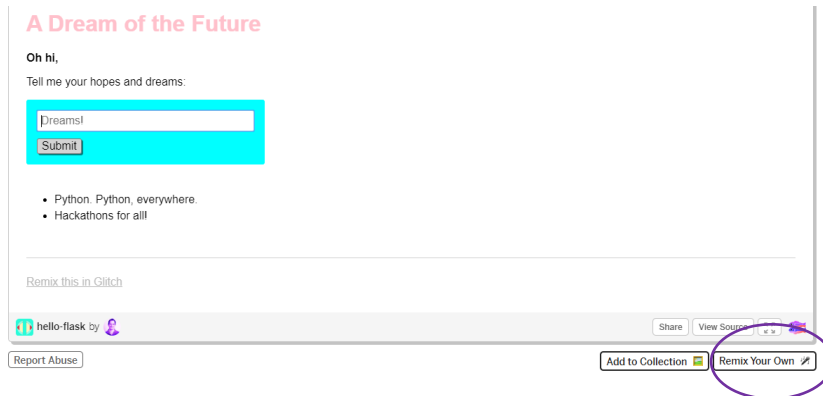 A Dream of the Future
Oh hi,
Tell me your hopes and dreams:
Dreams!
Submit
Python. Python, everywhere.
Hackathons for all!
Remix this in Glitch
hello-flask by
Share View Source
Report Abuse Add to Collection Remix Your Own